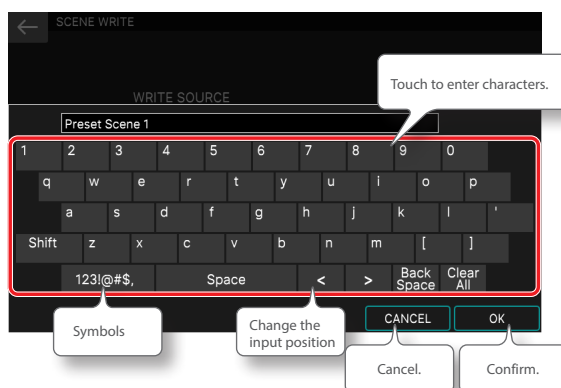 SCENE WRITE
Touch to enter characters.
WRITE SOURCE
Preset Scene 1
1 2 3 4 5 6 7 8 9 0
q w e r t y u i o p
a s d f g h j k l '
Shift z x c v b n m [ ]
123!@#$, Space < > Back Space Clear All
Symbols
Change the
input position
CANCEL OK
Cancel. Confirm.